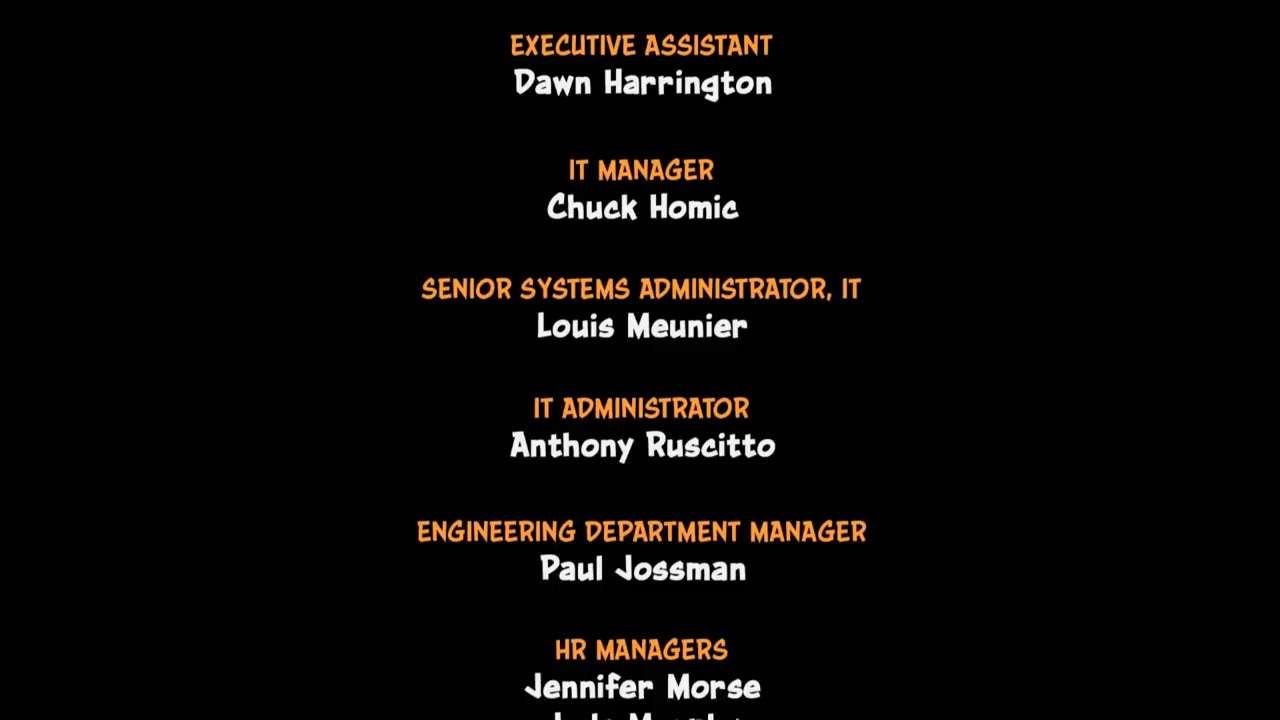 EXECUTIVE ASSISTANT
Dawn Harrington
IT MANAGER
Chuck Homic
SENIOR SYSTEMS ADMINISTRATOR, IT
Louis Meunier
IT ADMINISTRATOR
Anthony Ruscitto
ENGINEERING DEPARTMENT MANAGER
Paul Jossman
HR MANAGERS
Jennifer Morse